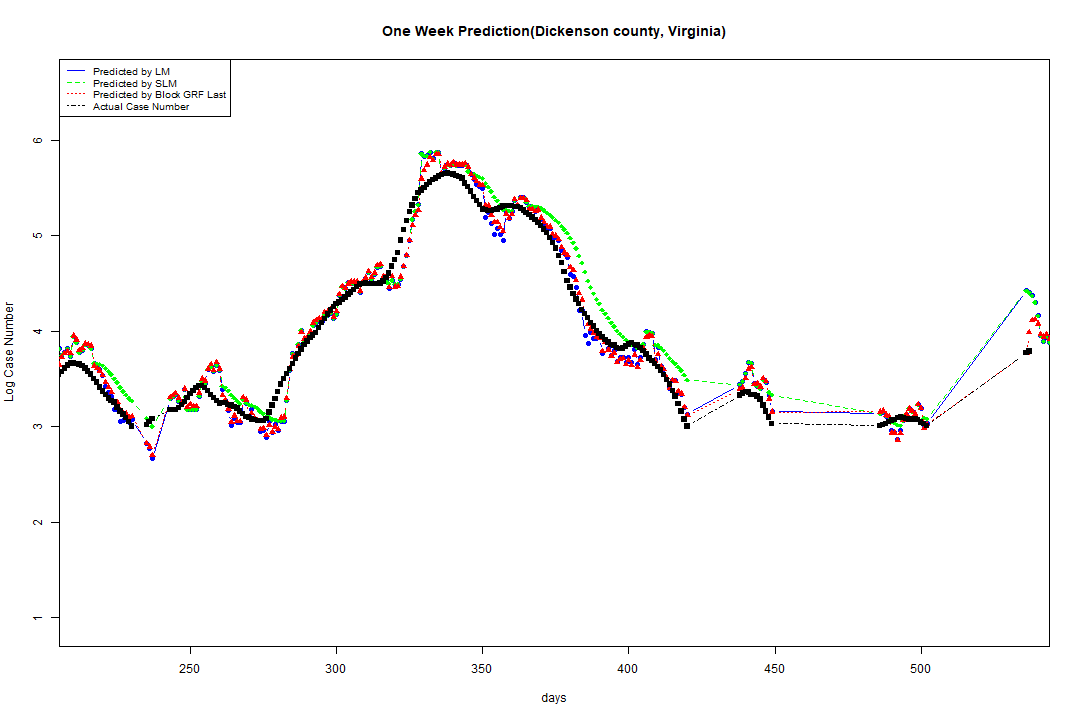 One Week Prediction(Dickenson county, Virginia)
Predicted by LM
Predicted by SLM
Predicted by Block GRF Last
Actual Case Number
Log Case Number
6
5
4
3
2
1
250 300 350 400 450 500
days